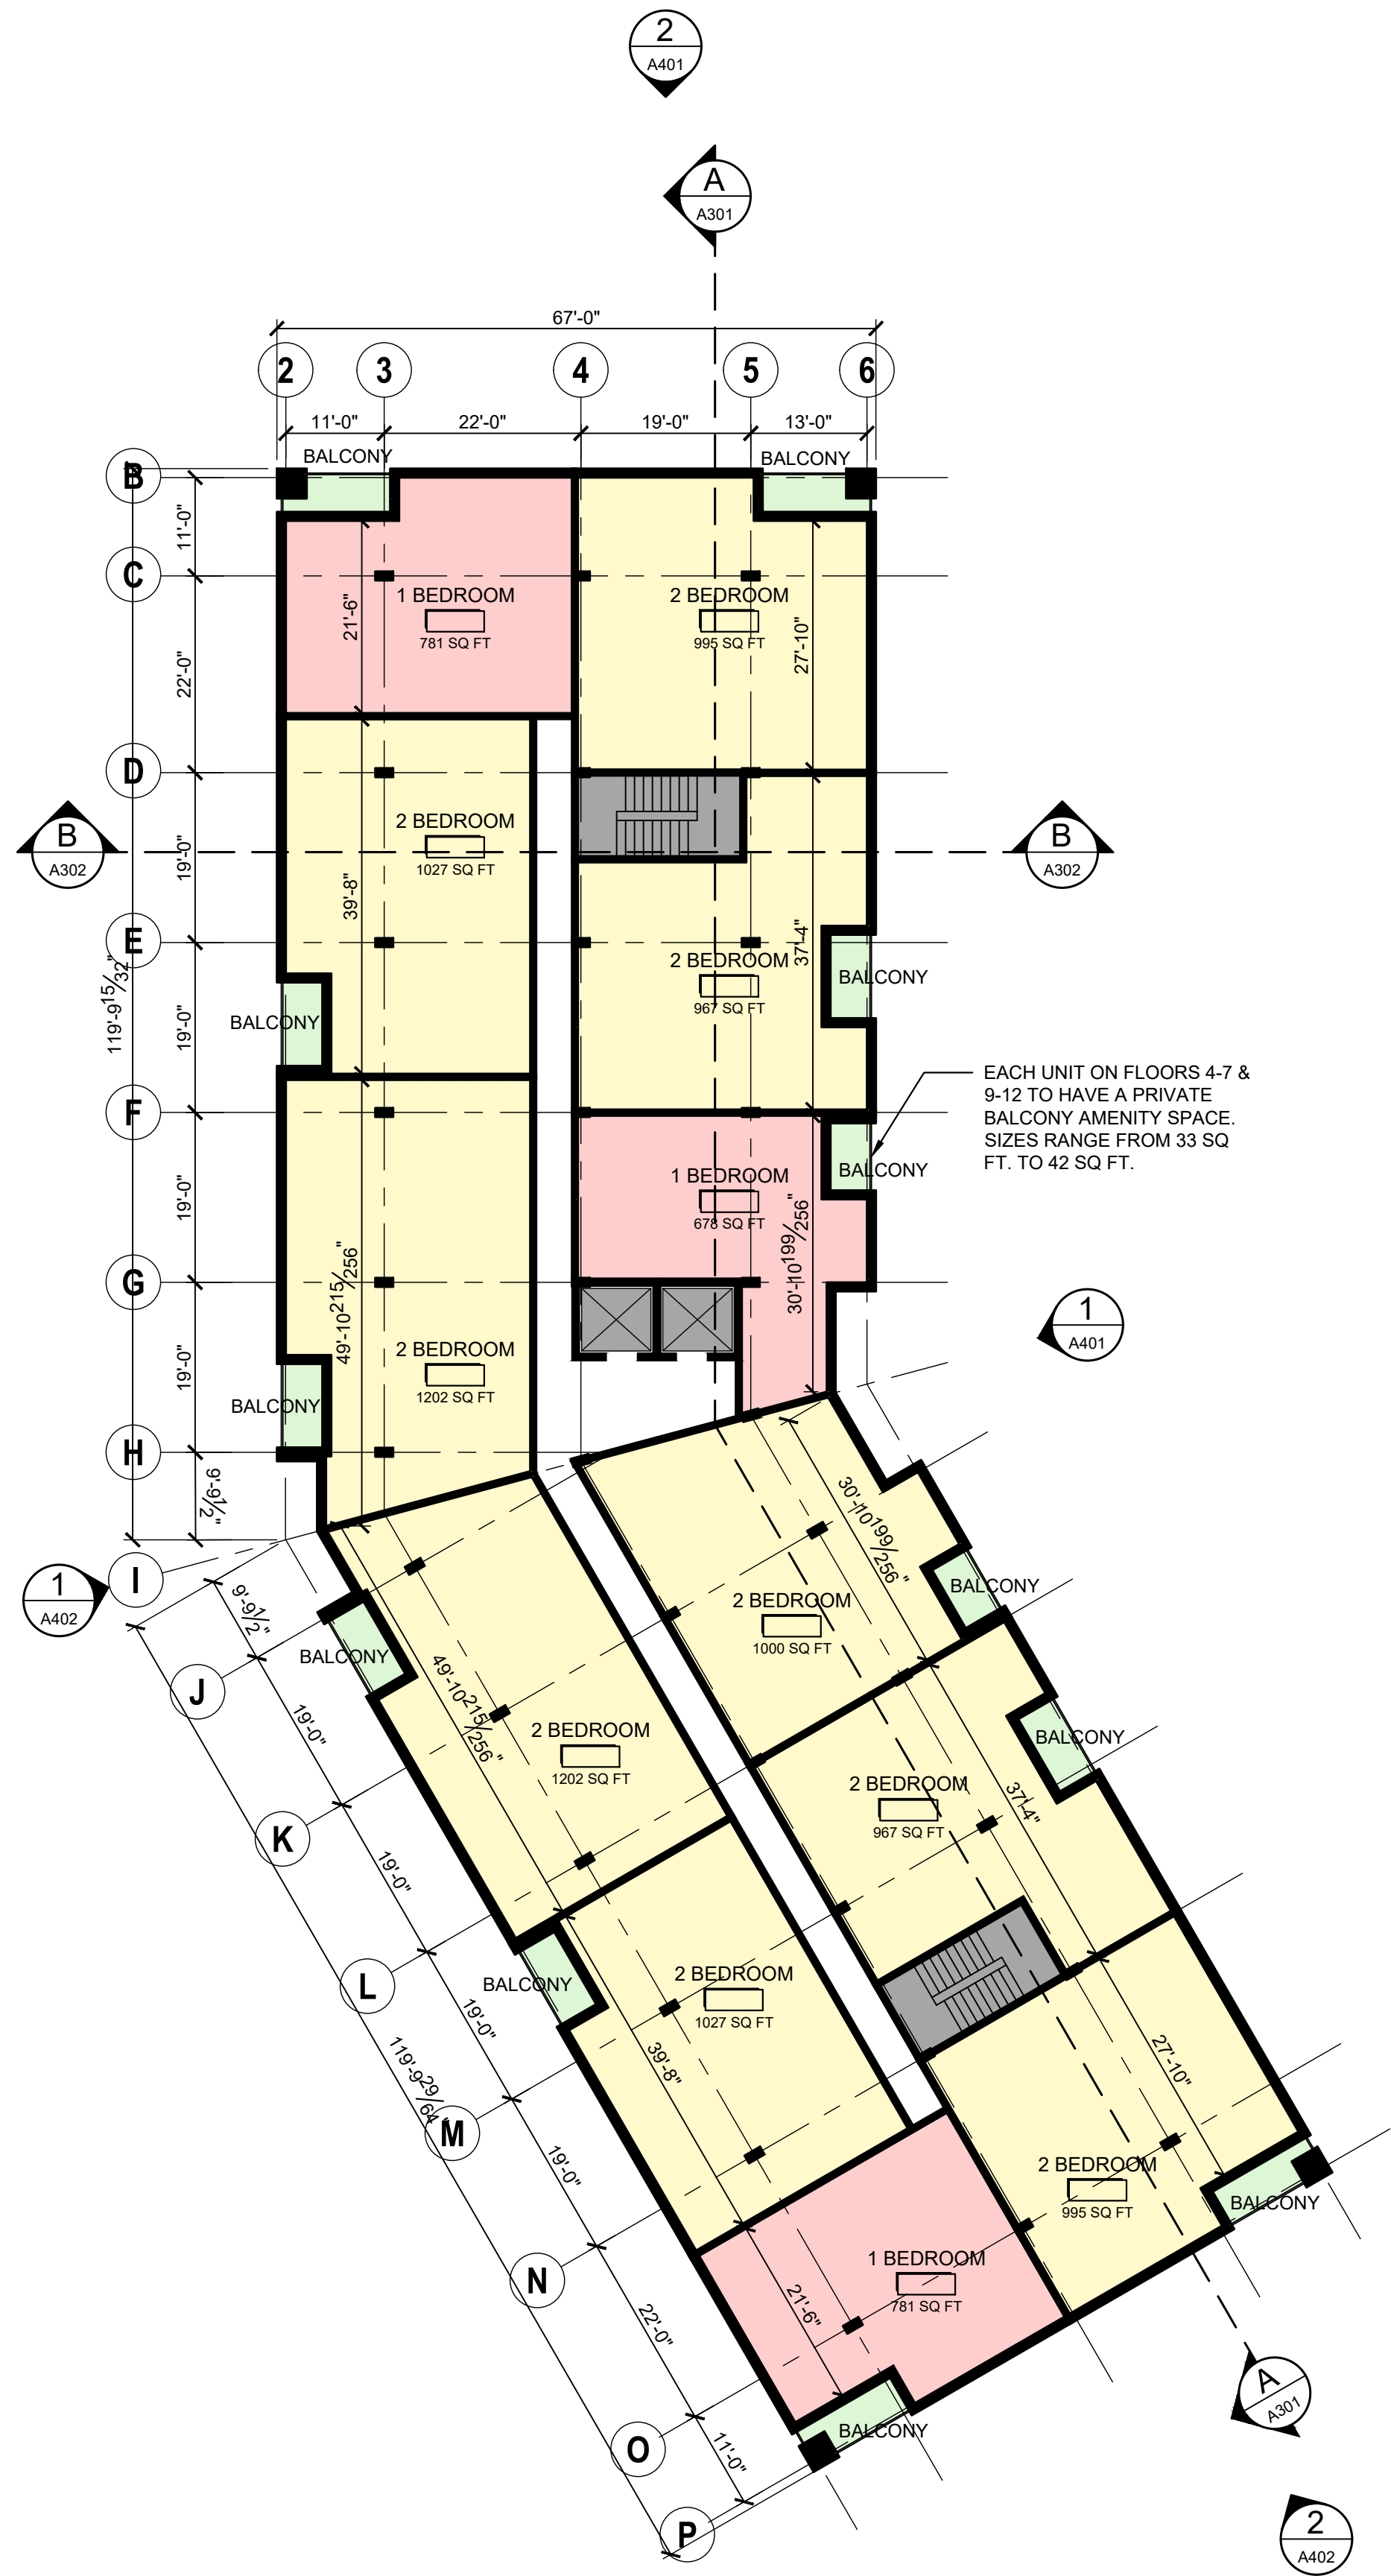 2
A401
A
A301
67'-0"
2
3
4
5
6
11'-0"
22'-0"
19'-0"
13'-0"
BALCONY
BALCONY
B
11'-0"
C
1 BEDROOM
781 SQ FT
2 BEDROOM
995 SQ FT
21'-6"
27'-10"
22'-0"
D
B
A302
B
A302
2 BEDROOM
1027 SQ FT
19'-0"
39'-8"
E
37'-4"
2 BEDROOM
967 SQ FT
BALCONY
119'-9 15/32"
19'-0"
BALCONY
F
EACH UNIT ON FLOORS 4-7 &
9-12 TO HAVE A PRIVATE
BALCONY AMENITY SPACE.
SIZES RANGE FROM 33 SQ
FT. TO 42 SQ FT.
19'-0"
1 BEDROOM
678 SQ FT
BALCONY
30'-10 199/256"
G
49'-10 215/256"
1
A401
19'-0"
2 BEDROOM
1202 SQ FT
BALCONY
H
9'-9 1/2"
I
1
A402
9'-9 1/2"
30'-10 199/256"
BALCONY
2 BEDROOM
1000 SQ FT
BALCONY
J
49'-10 215/256"
19'-0"
2 BEDROOM
1202 SQ FT
BALCONY
2 BEDROOM
967 SQ FT
37'-4"
K
19'-0"
L
BALCONY
2 BEDROOM
1027 SQ FT
19'-0"
39'-8"
27'-10"
119'-9 29/64"
M
19'-0"
2 BEDROOM
995 SQ FT
BALCONY
N
1 BEDROOM
781 SQ FT
21'-6"
22'-0"
A
A301
O
BALCONY
11'-0"
P
2
A402